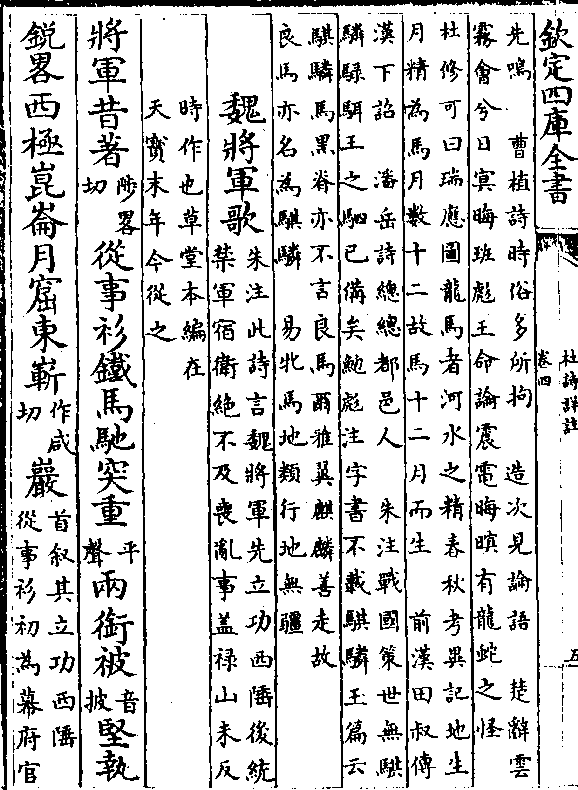 欽定四庫全書
杜詩詳註
卷四
五
先鳴　曹植詩時俗多所拘　造次見論語　楚辭雲
霧會兮日冥晦班彪王命論震電晦暝有龍蛇之怪
杜修可曰瑞應圖龍馬者河水之精春秋考異記地生
月精為馬月數十二故馬十二月而生　前漢田叔傳
漢下詔　潘岳詩總總都邑人　朱注戰國策世無騏
驎騄駬王之駟已備矣鮑彪注字書不載騏驎玉篇云
騏驎馬黑脊亦不言良馬爾雅翼麒麟善走故
良馬亦名為騏驎　易牝馬地類行地無疆
魏將軍歌朱注此詩言魏將軍先立功西陲後統
禁軍宿衛絶不及喪亂事盖禄山未反
時作也草堂本編在
天寶末年今從之
將軍昔著陟畧切從事衫鐵馬馳突重平聲兩銜被音披堅執
鋭畧西極崑崙月窟東嶄作咸切巖首叙其立功西陲從事衫初為幕府官